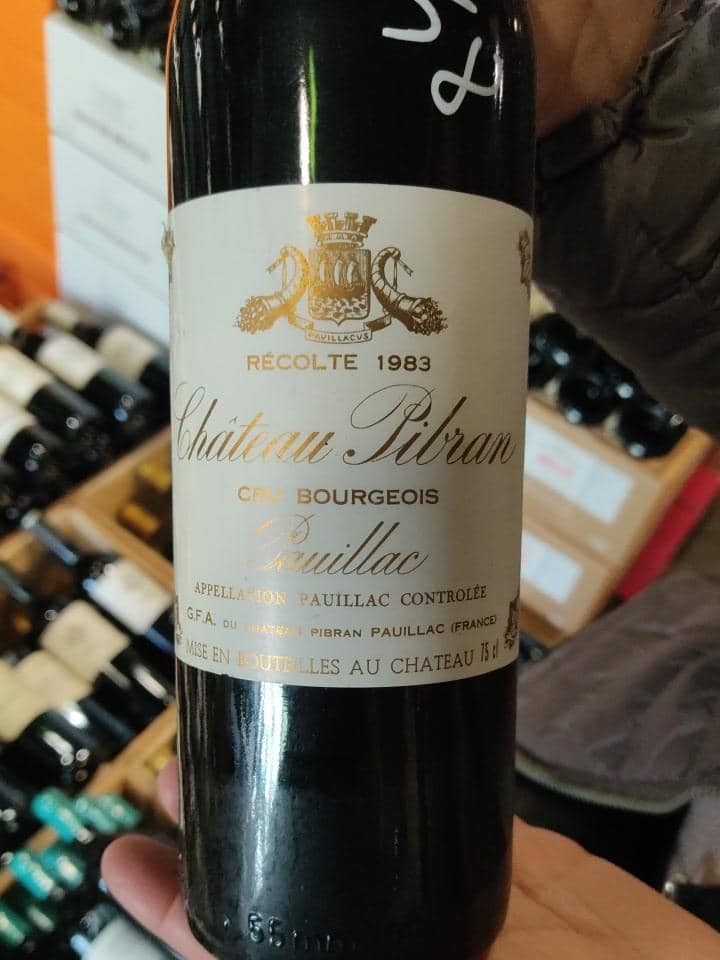 PAUILLACUS
RÉCOLTE 1983
Château Pibran
CRU BOURGEOIS
Pauillac
APPELLATION PAUILLAC CONTROLÉE
G.F.A. DU CHATEAU PIBRAN PAUILLAC (FRANCE)
MISE EN BOUTEILLES AU CHATEAU 75 cl